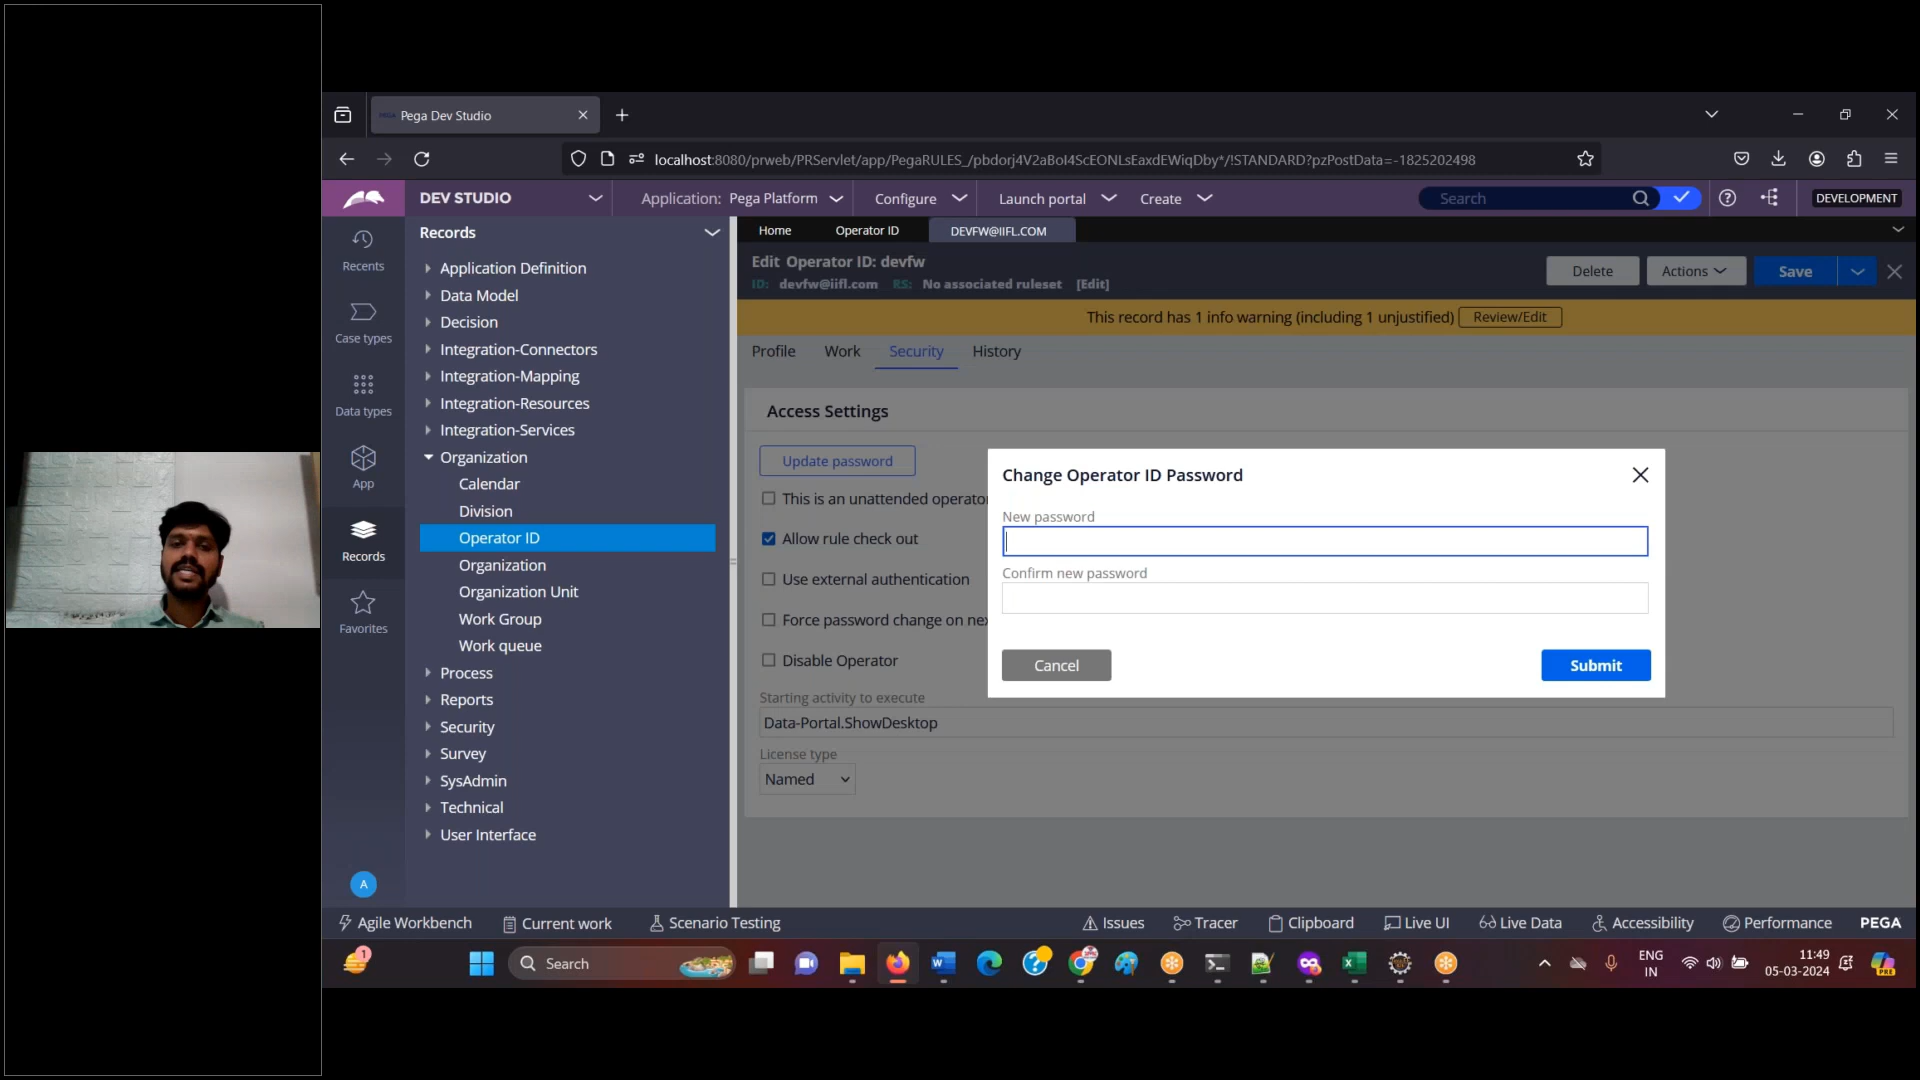 Pega Dev Studio
localhost:8080/prweb/PRServlet/app/PegaRULES_/pbdorj4V2aBoI4ScEONLsEaxdEWiqDby*/!STANDARD?pzPostData=-1825202498
DEV STUDIO
Application: Pega Platform
Configure
Launch portal
Create
Search
DEVELOPMENT
Recents
Case types
Data types
App
Records
Favorites
A
Records
Application Definition
Data Model
Decision
Integration-Connectors
Integration-Mapping
Integration-Resources
Integration-Services
Organization
Calendar
Division
Operator ID
Organization
Organization Unit
Work Group
Work queue
Process
Reports
Security
Survey
SysAdmin
Technical
User Interface
Home
Operator ID
DEVFW@IIFL.COM
Edit Operator ID: devfw
ID: devfw@iifl.com RS: No associated ruleset [Edit]
Delete
Actions
Save
This record has 1 info warning (including 1 unjustified)
Review/Edit
Profile
Work
Security
History
Access Settings
Update password
This is an unattended operator
Allow rule check out
Use external authentication
Force password change on nex
Disable Operator
Starting activity to execute
Data-Portal.ShowDesktop
License type
Named
Change Operator ID Password
New password
Confirm new password
Cancel
Submit
Agile Workbench
Current work
Scenario Testing
Issues
Tracer
Clipboard
Live UI
Live Data
Accessibility
Performance
PEGA
1
Search
ENG
IN
11:49
05-03-2024
PRE